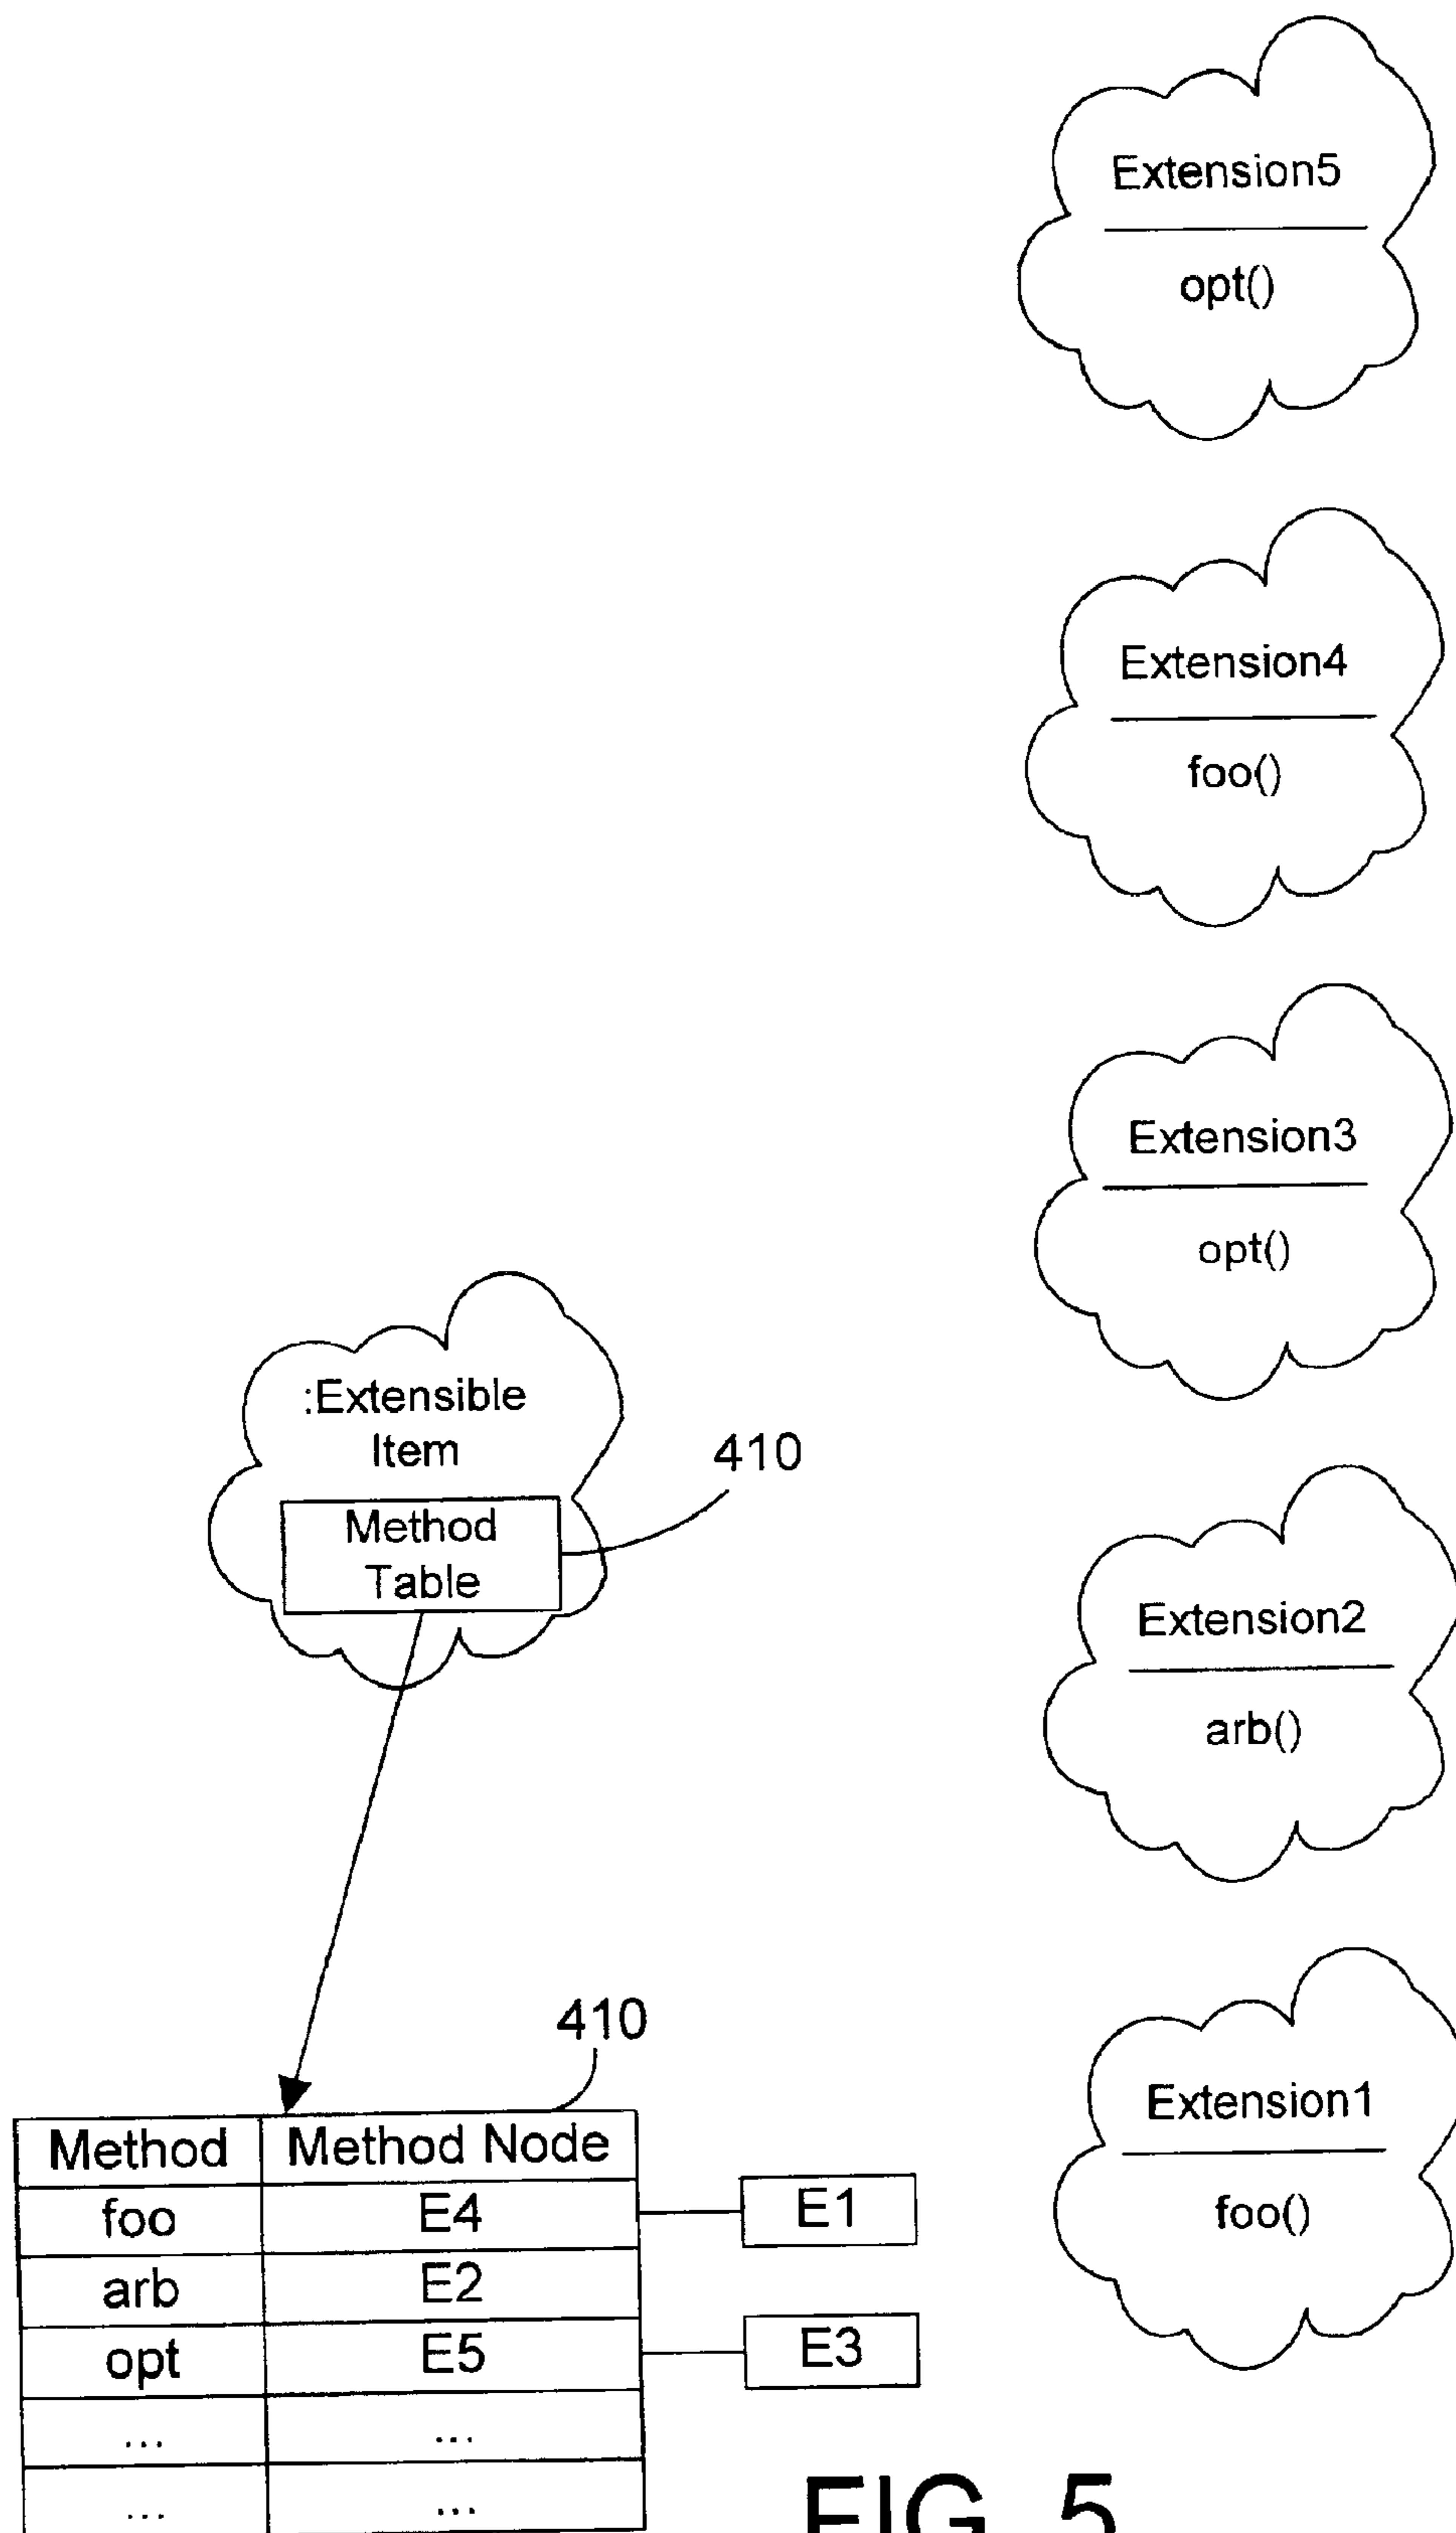 Extension5
opt()
Extension4
foo()
Extension3
opt()
:Extensible
Item
Method
Table
410
Extension2
arb()
Extension1
foo()
410
Method Method Node
foo E4 E1
arb E2
opt E5 E3
... ...
... ...
FIG. 5